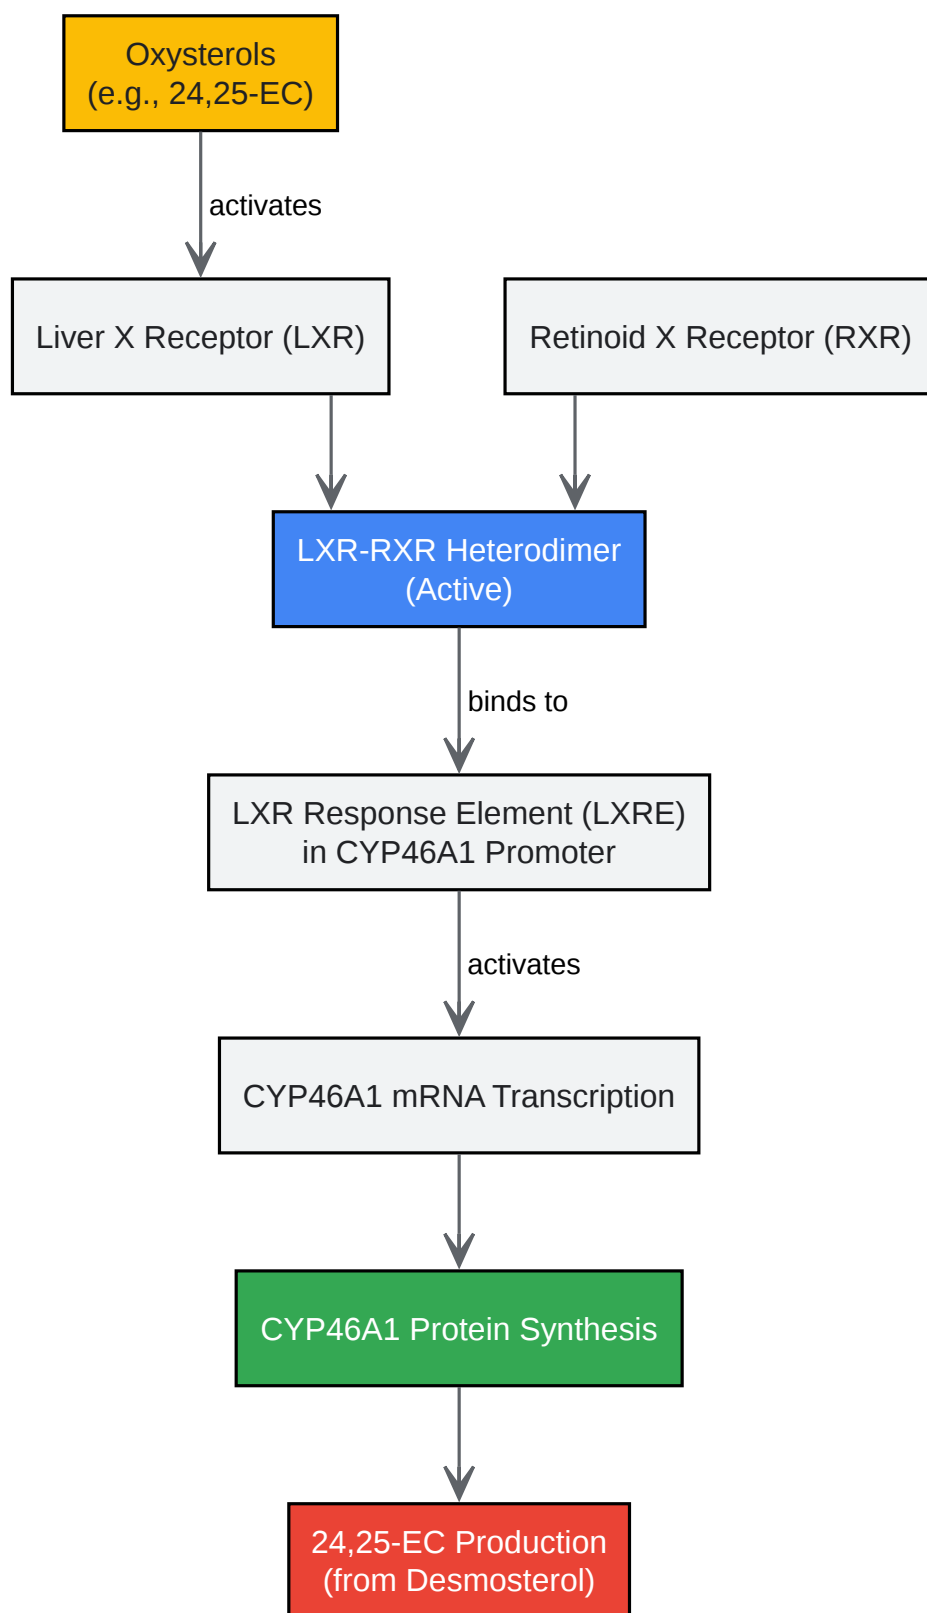 Oxysterols
(e.g., 24,25-EC)
activates
Liver X Receptor (LXR)
Retinoid X Receptor (RXR)
LXR-RXR Heterodimer
(Active)
binds to
LXR Response Element (LXRE)
in CYP46A1 Promoter
activates
CYP46A1 mRNA Transcription
CYP46A1 Protein Synthesis
24,25-EC Production
(from Desmosterol)